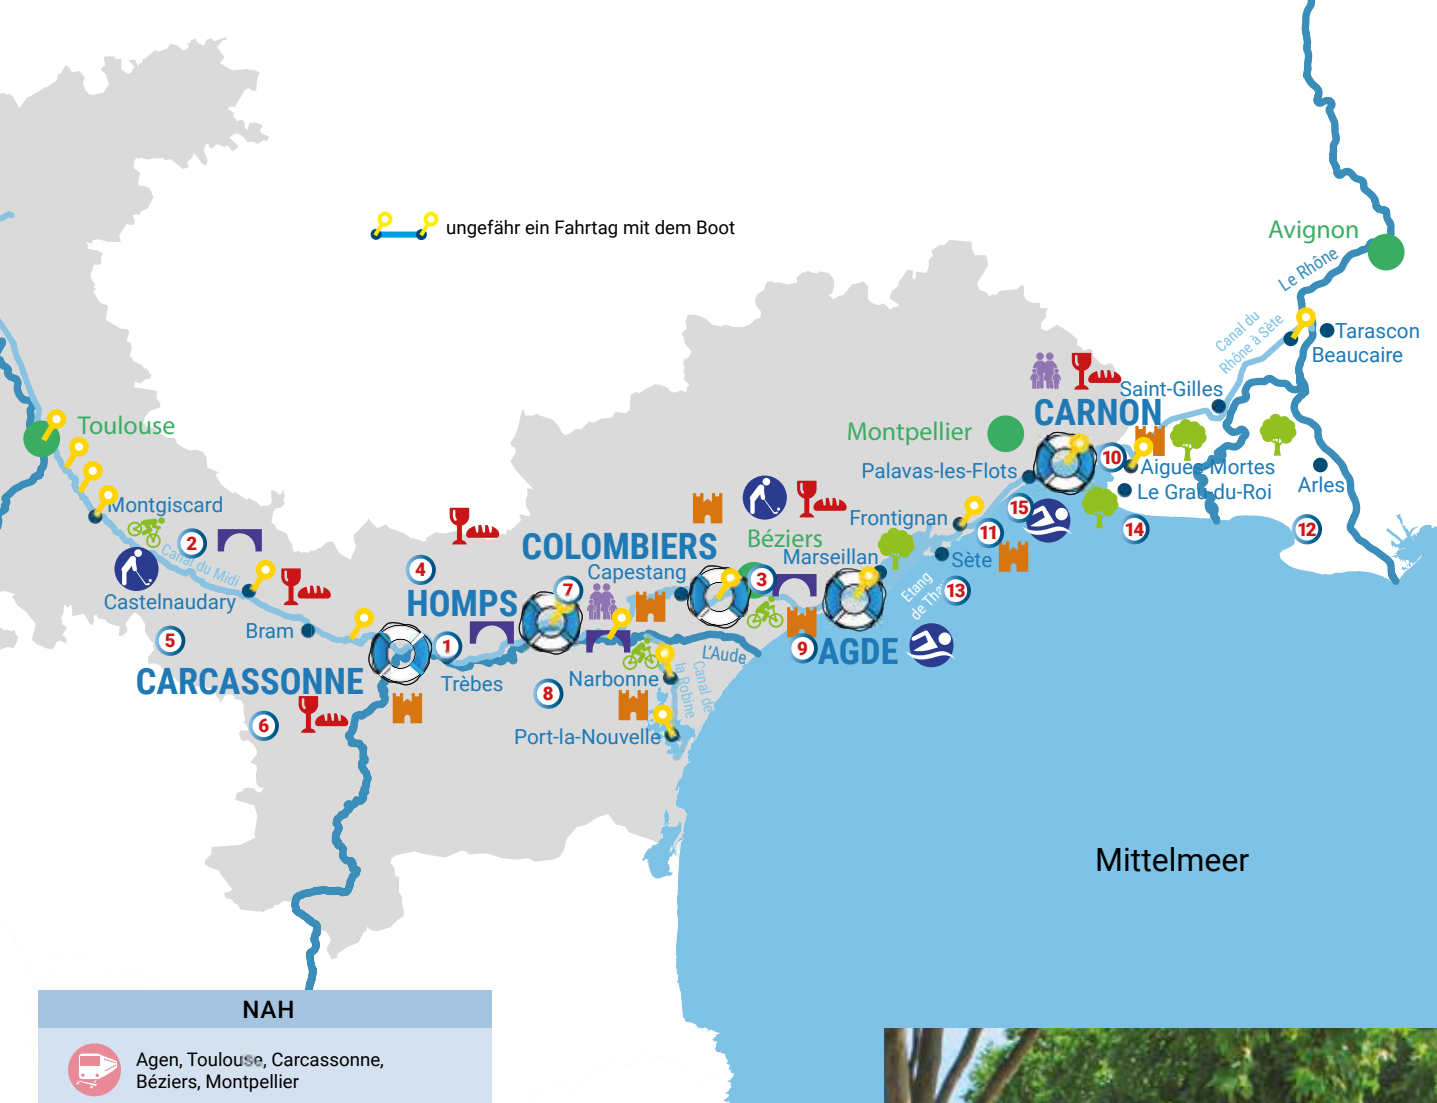 ungefähr ein Fahrtag mit dem Boot
Avignon
Le Rhône
Canal du
Rhône à Sète
Tarascon
Beaucaire
Saint-Gilles
CARNON
Toulouse
Montpellier
Palavas-les-Flots
10
Aigues-Mortes
Le Grau-du-Roi
Arles
Montgiscard
Frontignan
15
11
14
12
2
Canal du Midi
COLOMBIERS
Béziers
Marseillan
Sète
4
Capestang
3
Etang
de Thau
13
Castelnaudary
HOMPS
7
Bram
5
1
L'Aude
9
AGDE
CARCASSONNE
Trèbes
8
Narbonne
Canal de
la Robine
6
Port-la-Nouvelle
Mittelmeer
NAH
Agen, Toulouse, Carcassonne,
Béziers, Montpellier